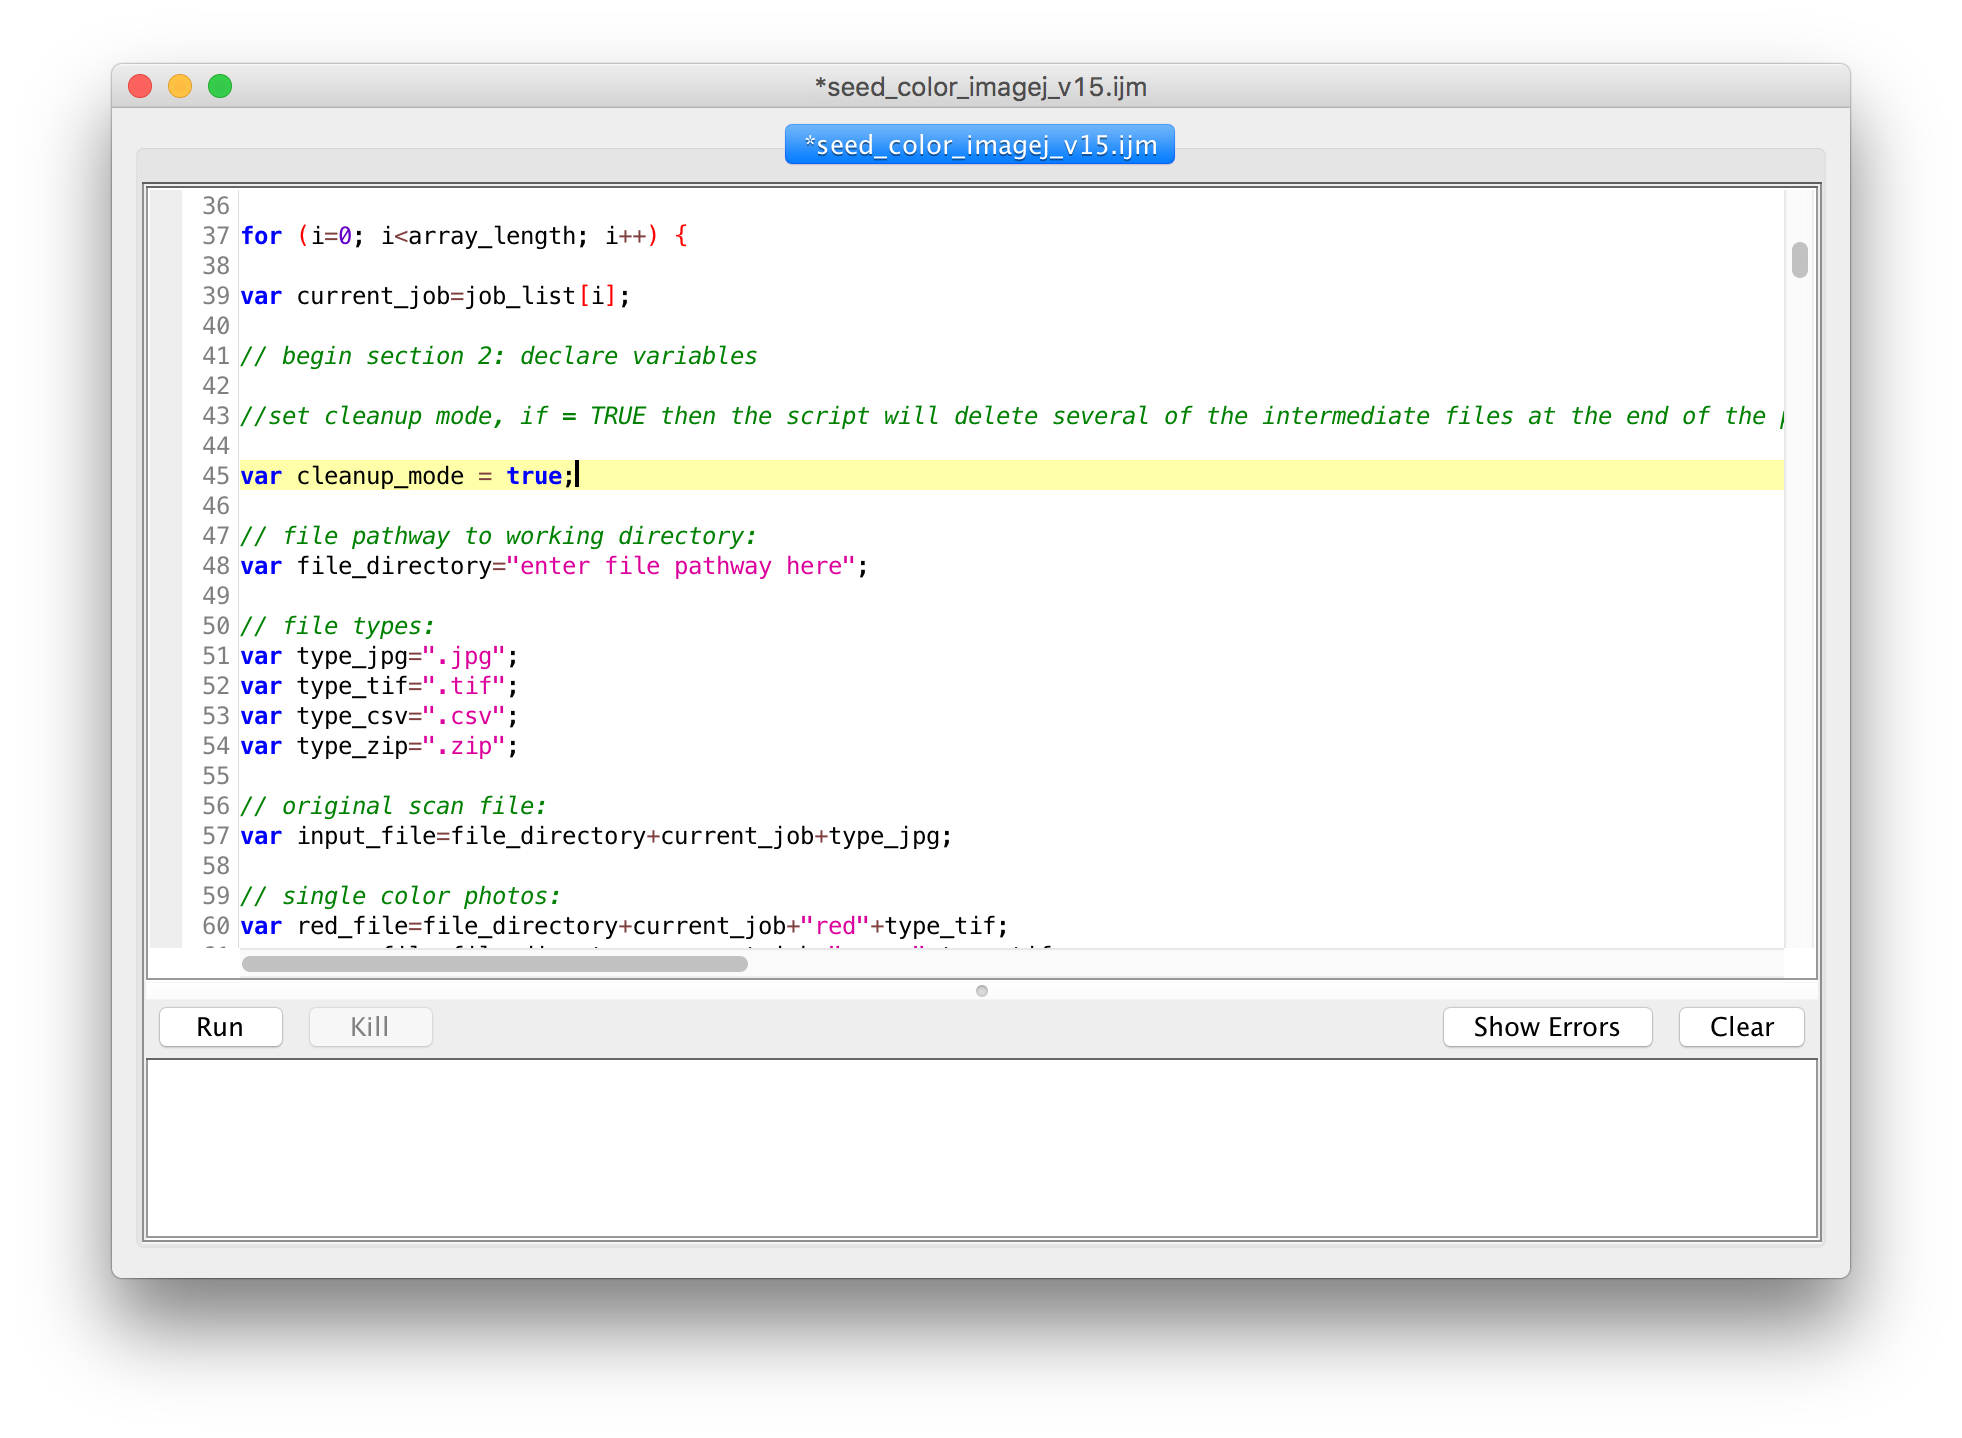 *seed_color_imagej_v15.ijm
*seed_color_imagej_v15.ijm
36
37 for (i=0; i<array_length; i++) {
38
39 var current_job=job_list[i];
40
41 // begin section 2: declare variables
42
43 //set cleanup mode, if = TRUE then the script will delete several of the intermediate files at the end of the
44
45 var cleanup_mode = true;
46
47 // file pathway to working directory:
48 var file_directory="enter file pathway here";
49
50 // file types:
51 var type_jpg=".jpg";
52 var type_tif=".tif";
53 var type_csv=".csv";
54 var type_zip=".zip";
55
56 // original scan file:
57 var input_file=file_directory+current_job+type_jpg;
58
59 // single color photos:
60 var red_file=file_directory+current_job+"red"+type_tif;
Run Kill Show Errors Clear